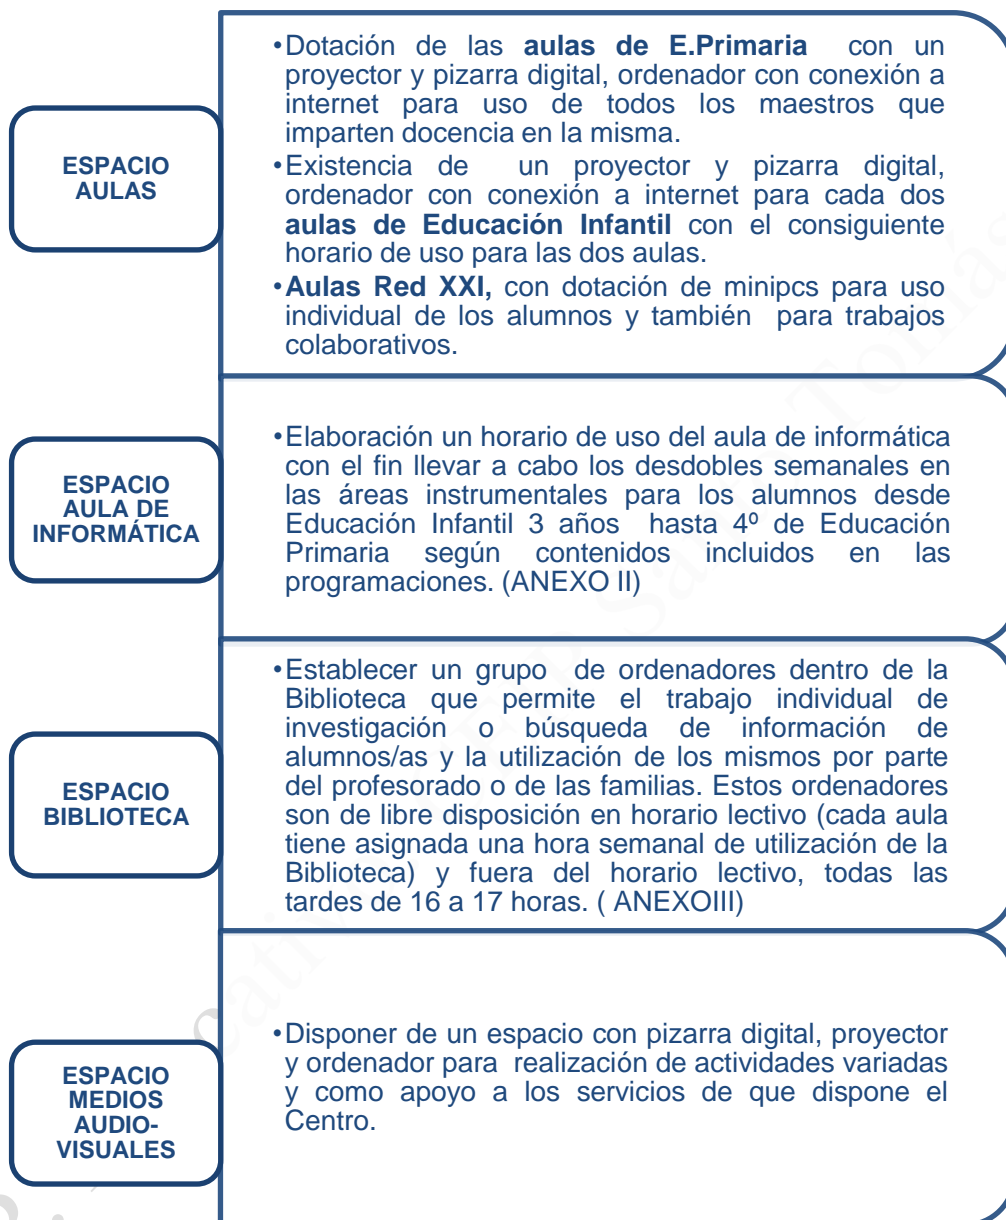 ESPACIO
AULAS
•Dotación de las aulas de E.Primaria con un
proyector y pizarra digital, ordenador con conexión a
internet para uso de todos los maestros que
imparten docencia en la misma.
•Existencia de un proyector y pizarra digital,
ordenador con conexión a internet para cada dos
aulas de Educación Infantil con el consiguiente
horario de uso para las dos aulas.
•Aulas Red XXI, con dotación de minipcs para uso
individual de los alumnos y también para trabajos
colaborativos.
ESPACIO
AULA DE
INFORMÁTICA
•Elaboración un horario de uso del aula de informática
con el fin llevar a cabo los desdobles semanales en
las áreas instrumentales para los alumnos desde
Educación Infantil 3 años hasta 4º de Educación
Primaria según contenidos incluidos en las
programaciones. (ANEXO II)
ESPACIO
BIBLIOTECA
•Establecer un grupo de ordenadores dentro de la
Biblioteca que permite el trabajo individual de
investigación o búsqueda de información de
alumnos/as y la utilización de los mismos por parte
del profesorado o de las familias. Estos ordenadores
son de libre disposición en horario lectivo (cada aula
tiene asignada una hora semanal de utilización de la
Biblioteca) y fuera del horario lectivo, todas las
tardes de 16 a 17 horas. ( ANEXOIII)
ESPACIO
MEDIOS
AUDIO-
VISUALES
•Disponer de un espacio con pizarra digital, proyector
y ordenador para realización de actividades variadas
y como apoyo a los servicios de que dispone el
Centro.